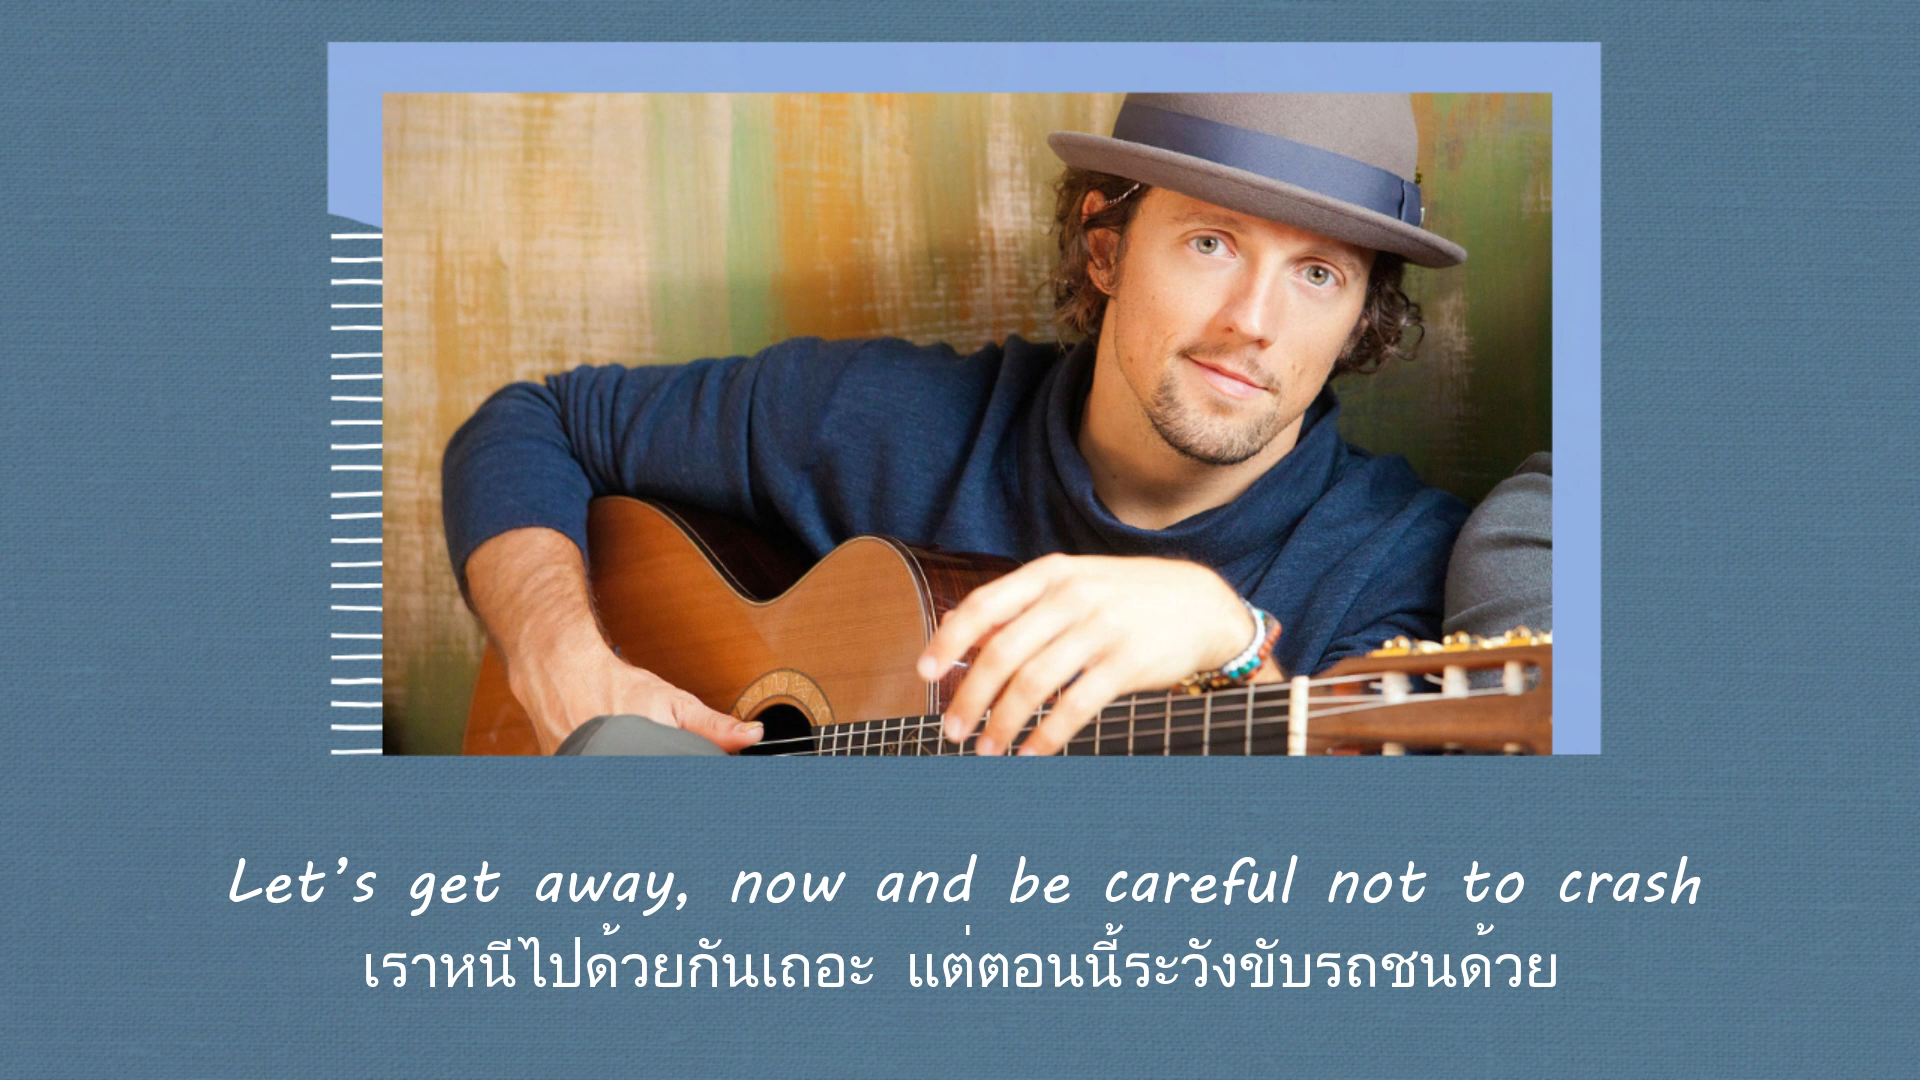 Let’s get away, now and be careful not to crash
เราหนีไปด้วยกันเถอะ แต่ตอนนี้ระวังขับรถชนด้วย